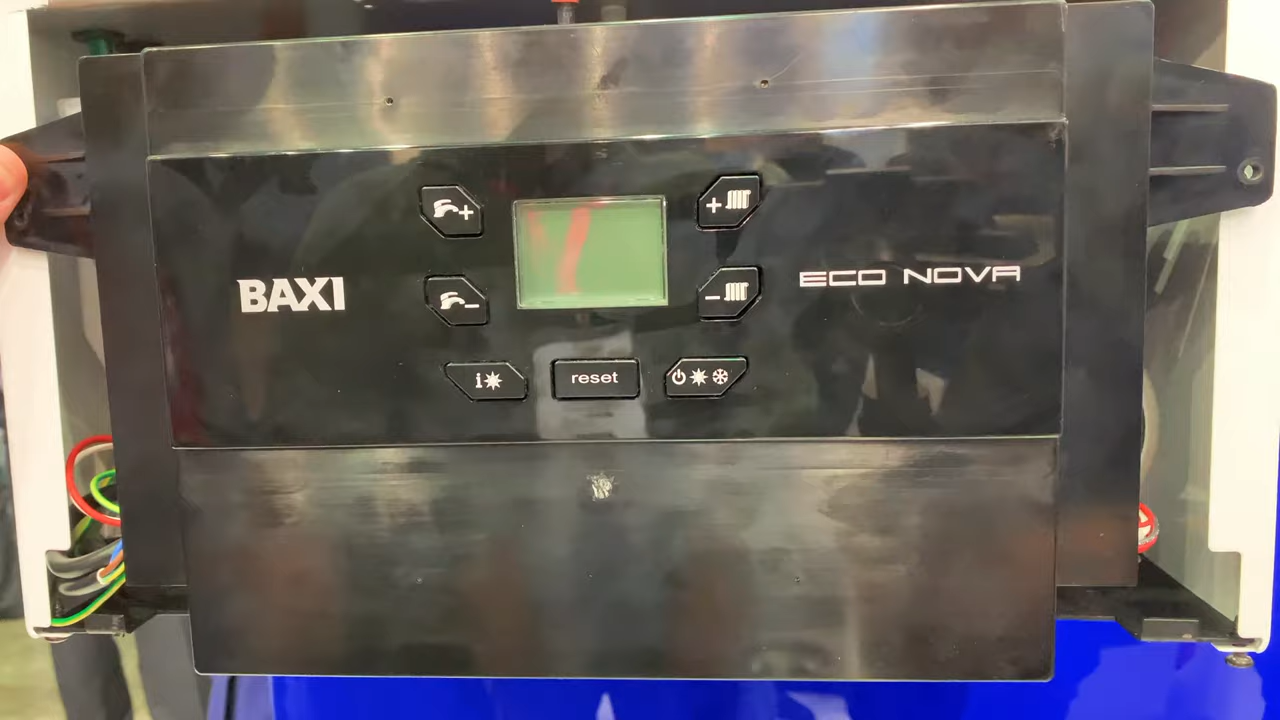 BAXI
ECO NOVA
+
+
-
-
i
reset